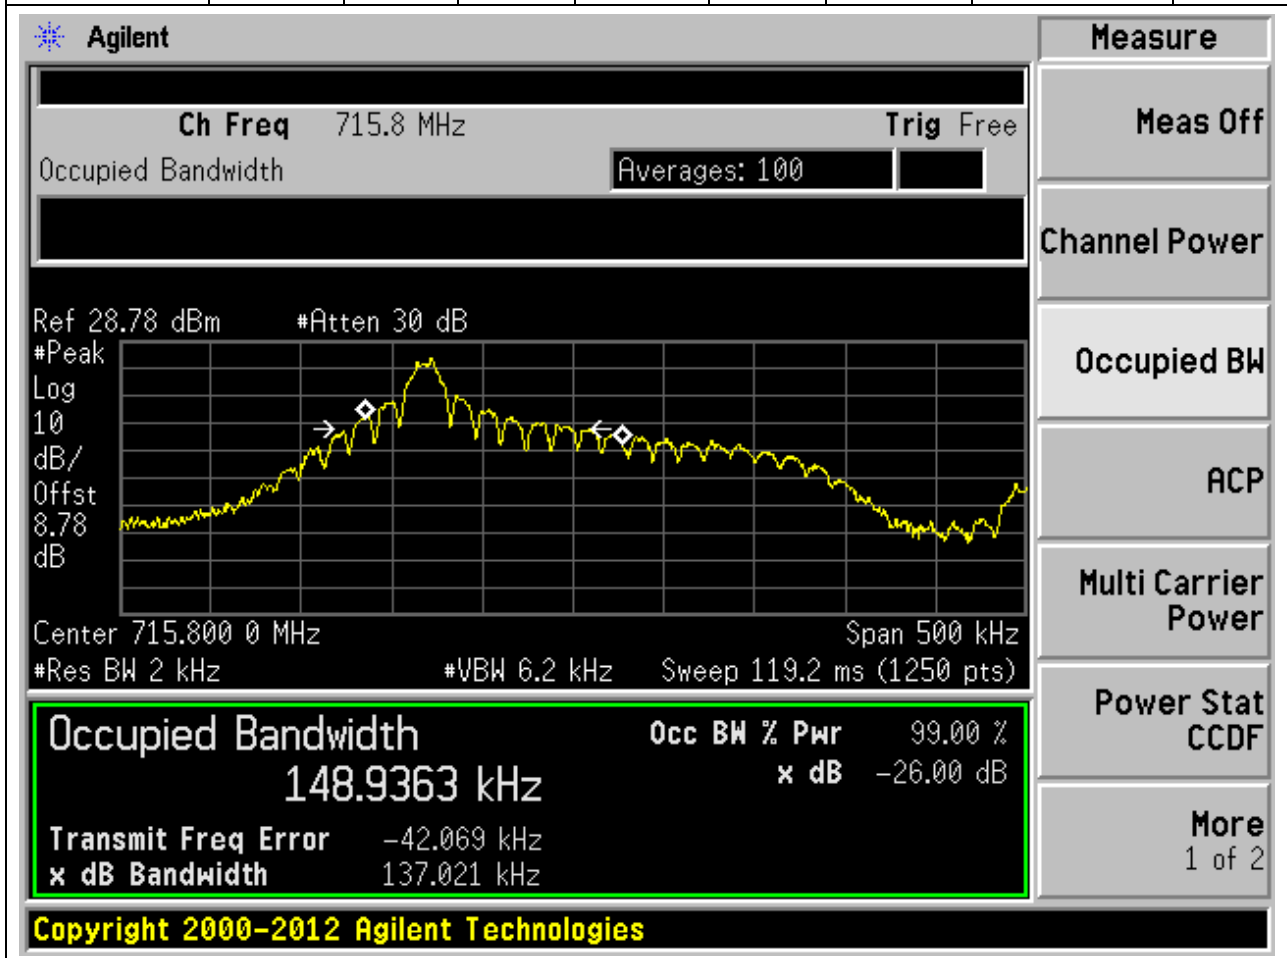 Agilent
Measure
Ch Freq 715.8 MHz Trig Free
Occupied Bandwidth Averages: 100
Meas Off
Channel Power
Occupied BW
ACP
Multi Carrier
Power
Power Stat
CCDF
More
1 of 2
Ref 28.78 dBm #Atten 30 dB
#Peak
Log
10
dB/
Offst
8.78
dB
Center 715.800 0 MHz Span 500 kHz
#Res BW 2 kHz #VBW 6.2 kHz Sweep 119.2 ms (1250 pts)
Occupied Bandwidth Occ BW % Pwr 99.00 %
148.9363 kHz x dB -26.00 dB
Transmit Freq Error -42.069 kHz
x dB Bandwidth 137.021 kHz
Copyright 2000-2012 Agilent Technologies